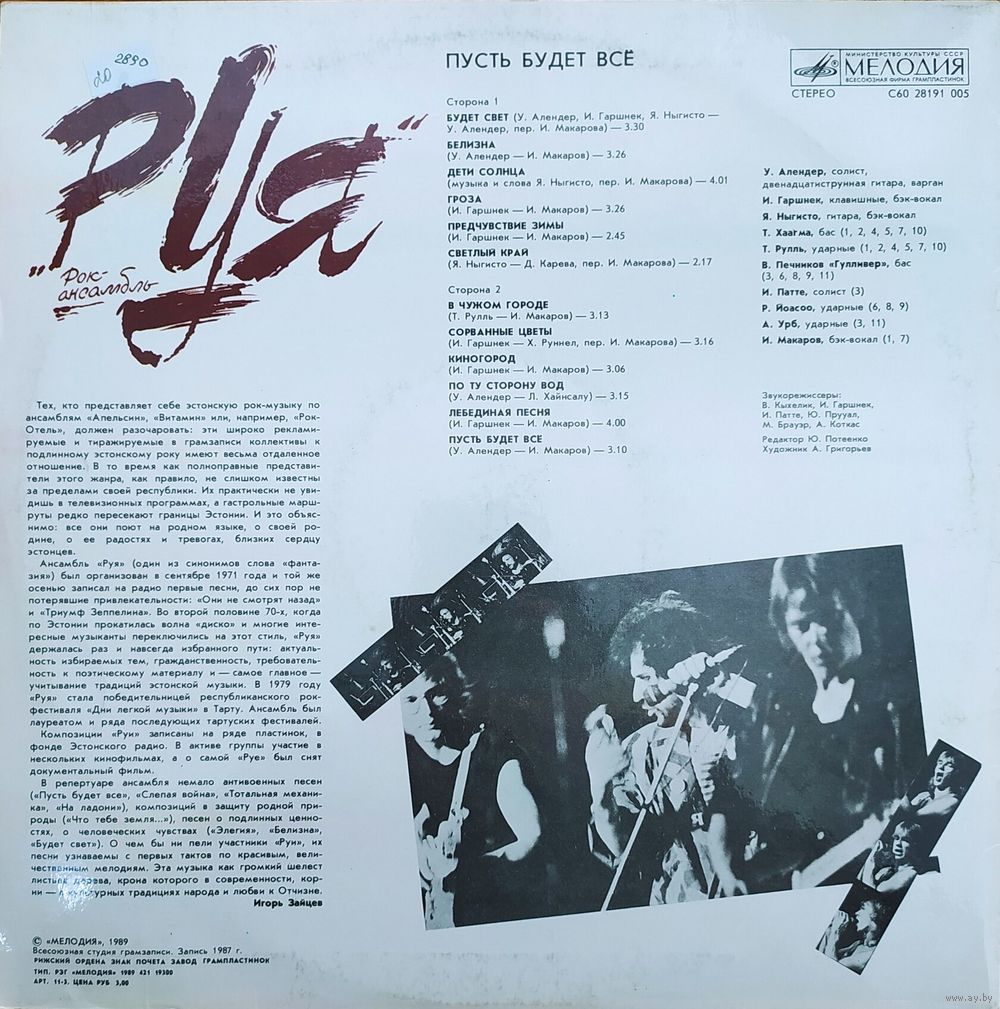 2890
20
„Руя"
Рок-
ансамбль
ПУСТЬ БУДЕТ ВСЁ
МИНИСТЕРСТВО КУЛЬТУРЫ СССР
МЕЛОДИЯ
ВСЕСОЮЗНАЯ ФИРМА ГРАМПЛАСТИНОК
СТЕРЕО С60 28191 005
Сторона 1
БУДЕТ СВЕТ (У. Алендер, И. Гаршнек, Я. Ныгисто —
У. Алендер, пер. И. Макарова) — 3.30
БЕЛИЗНА
(У. Алендер — И. Макаров) — 3.26
ДЕТИ СОЛНЦА
(музыка и слова Я. Ныгисто, пер. И. Макарова) — 4.01
ГРОЗА
(И. Гаршнек — И. Макаров) — 3.26
ПРЕДЧУВСТВИЕ ЗИМЫ
(И. Гаршнек — И. Макаров) — 2.45
СВЕТЛЫЙ КРАЙ
(Я. Ныгисто — Д. Карева, пер. И. Макарова) — 2.17
Сторона 2
В ЧУЖОМ ГОРОДЕ
(Т. Рулль — И. Макаров) — 3.13
СОРВАННЫЕ ЦВЕТЫ
(И. Гаршнек — Х. Руннел, пер. И. Макарова) — 3.16
КИНОГОРОД
(И. Гаршнек — И. Макаров) — 3.06
ПО ТУ СТОРОНУ ВОД
(У. Алендер — Л. Хайнсалу) — 3.15
ЛЕБЕДИНАЯ ПЕСНЯ
(И. Гаршнек — И. Макаров) — 4.00
ПУСТЬ БУДЕТ ВСЕ
(У. Алендер — И. Макаров) — 3.10
У. Алендер, солист,
двенадцатиструнная гитара, варган
И. Гаршнек, клавишные, бэк-вокал
Я. Ныгисто, гитара, бэк-вокал
Т. Хаагма, бас (1, 2, 4, 5, 7, 10)
Т. Рулль, ударные (1, 2, 4, 5, 7, 10)
В. Печников «Гулливер», бас
(3, 6, 8, 9, 11)
И. Патте, солист (3)
Р. Йоасоо, ударные (6, 8, 9)
А. Урб, ударные (3, 11)
И. Макаров, бэк-вокал (1, 7)
Звукорежиссеры:
В. Кыхелик, И. Гаршнек,
И. Патте, Ю. Прууал,
М. Брауэр, А. Коткас
Редактор Ю. Потеенко
Художник А. Григорьев
Тех, кто представляет себе эстонскую рок-музыку по
ансамблям «Апельсин», «Витамин» или, например, «Рок-
Отель», должен разочаровать: эти широко реклами-
руемые и тиражируемые в грамзаписи коллективы к
подлинному эстонскому року имеют весьма отдаленное
отношение. В то время как полноправные представи-
тели этого жанра, как правило, не слишком известны
за пределами своей республики. Их практически не уви-
дишь в телевизионных программах, а гастрольные марш-
руты редко пересекают границы Эстонии. И это объяс-
нимо: все они поют на родном языке, о своей ро-
дине, о ее радостях и тревогах, близких сердцу
эстонцев.
Ансамбль «Руя» (один из синонимов слова «фанта-
зия») был организован в сентябре 1971 года и той же
осенью записал на радио первые песни, до сих пор не
потерявшие привлекательности: «Они не смотрят назад»
и «Триумф Зеппелина». Во второй половине 70-х, когда
по Эстонии прокатилась волна «диско» и многие инте-
ресные музыканты переключились на этот стиль, «Руя»
держалась раз и навсегда избранного пути: актуаль-
ность избираемых тем, гражданственность, требователь-
ность к поэтическому материалу и — самое главное —
учитывание традиций эстонской музыки. В 1979 году
«Руя» стала победительницей республиканского рок-
фестиваля «Дни легкой музыки» в Тарту. Ансамбль был
лауреатом и ряда последующих тартуских фестивалей.
Композиции «Руи» записаны на ряде пластинок, в
фонде Эстонского радио. В активе группы участие в
нескольких кинофильмах, а о самой «Руе» был снят
документальный фильм.
В репертуаре ансамбля немало антивоенных песен
(«Пусть будет все», «Слепая война», «Тотальная механи-
ка», «На ладони»), композиций в защиту родной при-
роды («Что тебе земля...»), песен о подлинных ценно-
стях, о человеческих чувствах («Элегия», «Белизна»,
«Будет свет»). О чем бы ни пели участники «Руи», их
песни узнаваемы с первых тактов по красивым, вели-
чественным мелодиям. Эта музыка как громкий шелест
листьев дерева, крона которого в современности, кор-
ни — в культурных традициях народа и любви к Отчизне.
Игорь Зайцев
© «МЕЛОДИЯ», 1989
Всесоюзная студия грамзаписи. Запись 1987 г.
РИЖСКИЙ ОРДЕНА ЗНАК ПОЧЕТА ЗАВОД ГРАМПЛАСТИНОК
ТИП. РЗГ «МЕЛОДИЯ» 1989 421 19300
АРТ. 11-3. ЦЕНА РУБ 3,00
www.ay.by